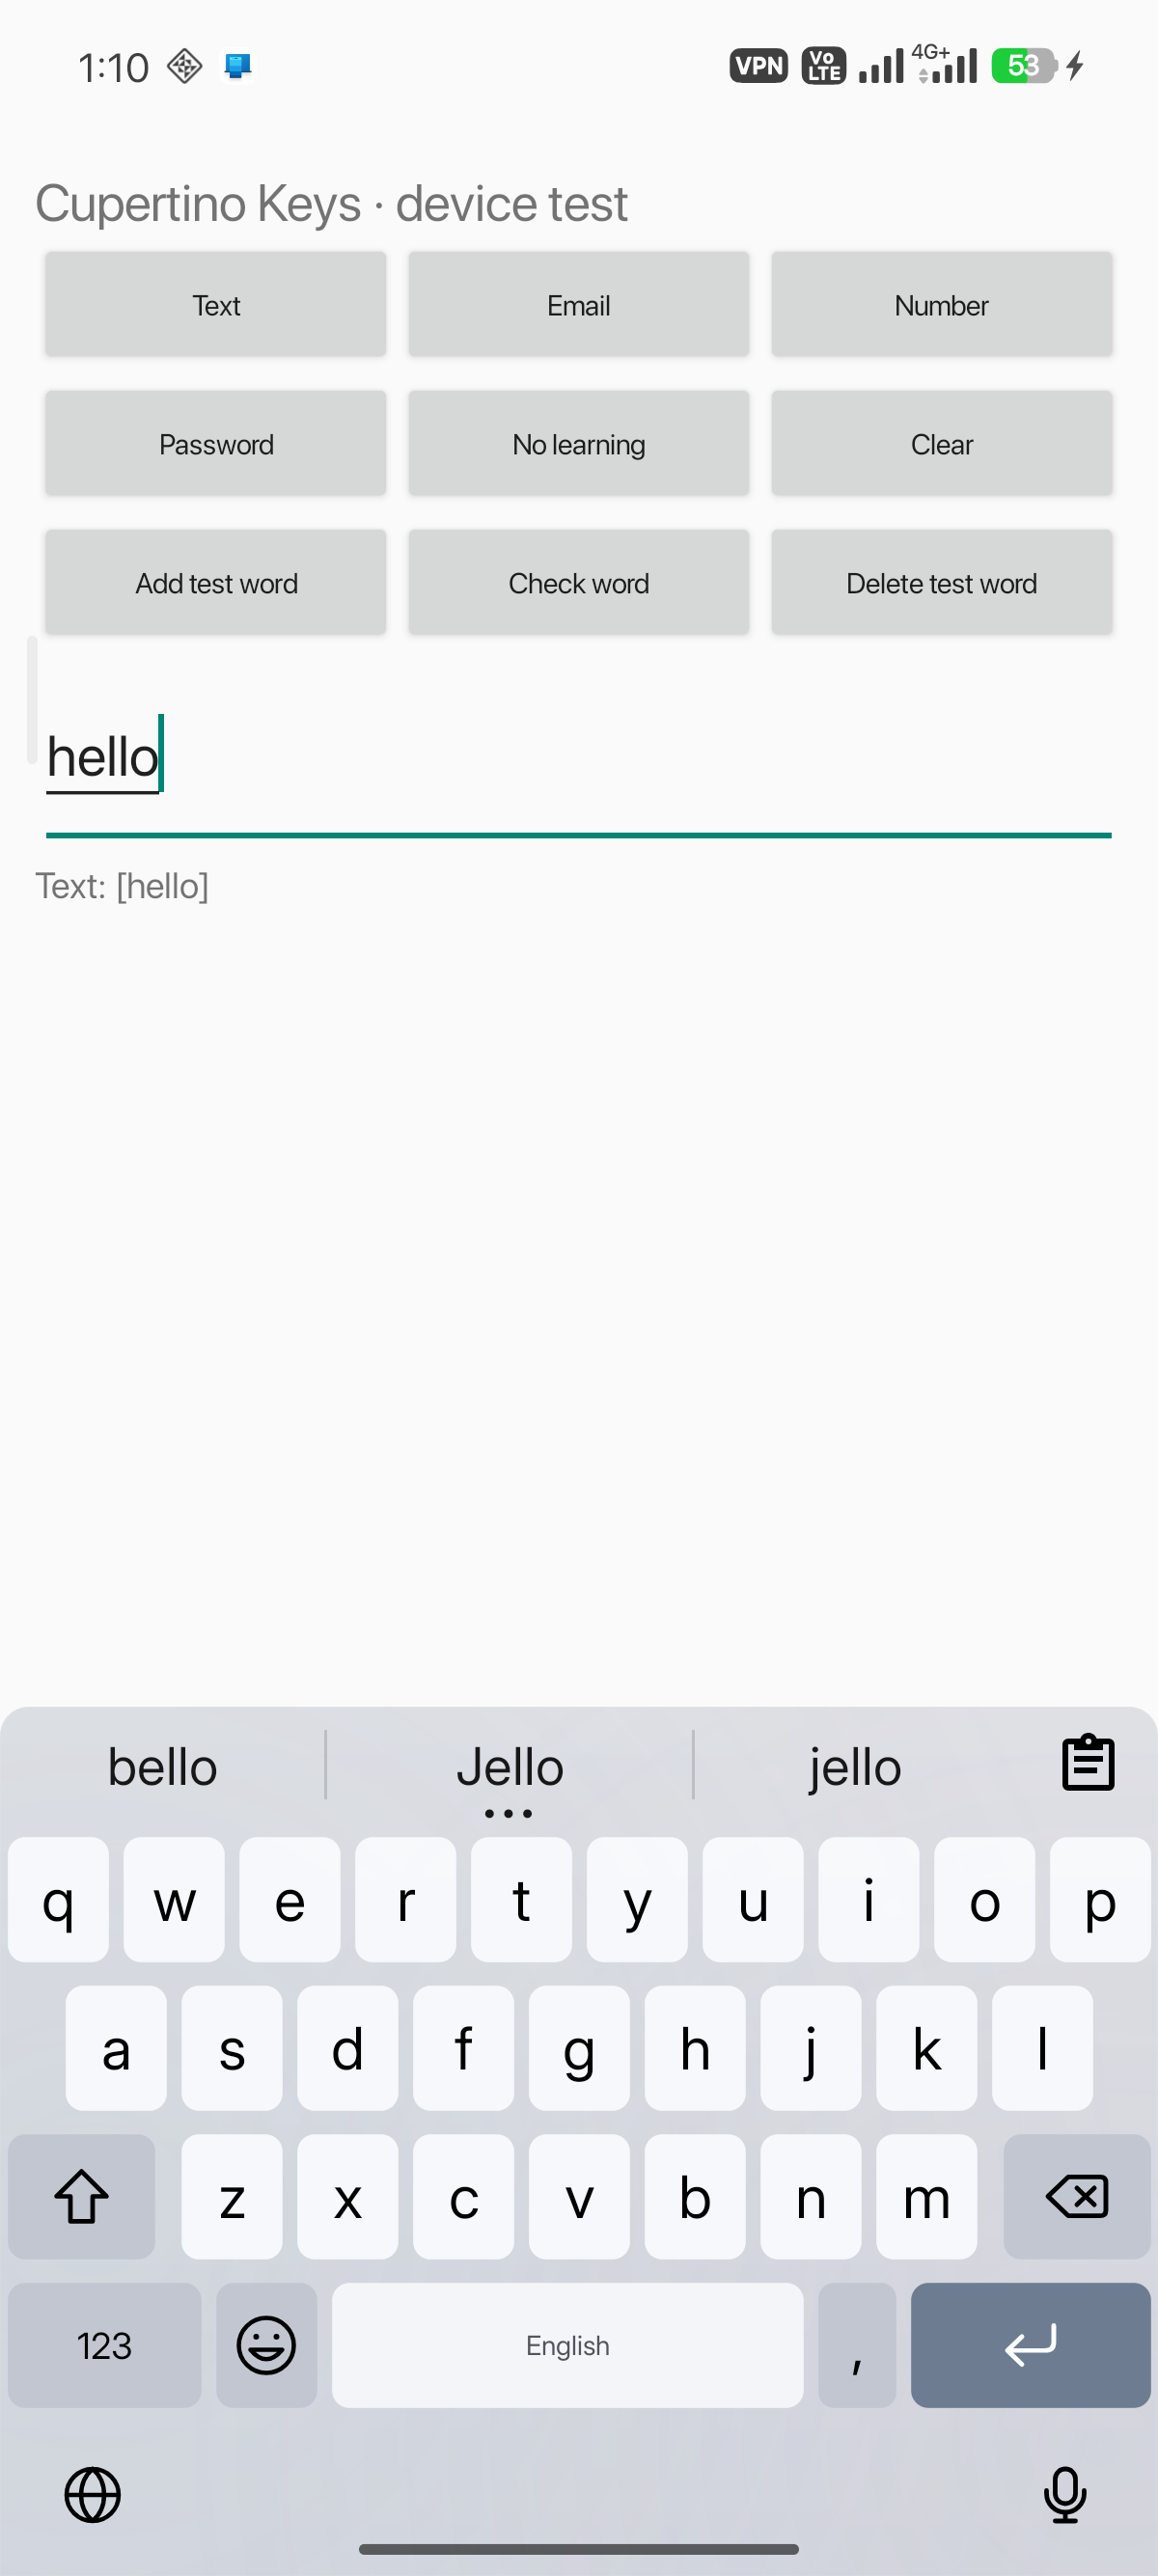 1:10 VPN Vo LTE 4G+ 53
Cupertino Keys · device test
Text Email Number
Password No learning Clear
Add test word Check word Delete test word
hello
Text: [hello]
bello Jello jello
q w e r t y u i o p
a s d f g h j k l
z x c v b n m
123 English ,